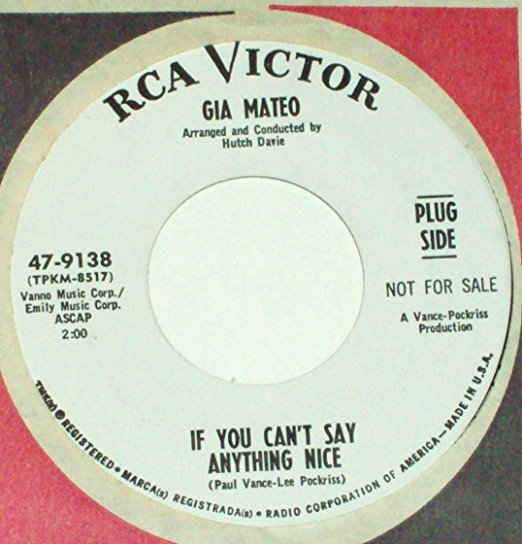 RCA VICTOR
GIA MATEO
Arranged and Conducted by
Hutch Davie
PLUG
SIDE
47-9138
(TPKM-8517)
Vanno Music Corp./
Emily Music Corp.
ASCAP
2:00
NOT FOR SALE
A Vance-Pockriss
Production
IF YOU CAN'T SAY
ANYTHING NICE
(Paul Vance-Lee Pockriss)
TMK(s) ® REGISTERED • MARCA(s) REGISTRADA(s) • RADIO CORPORATION OF AMERICA—MADE IN U.S.A.